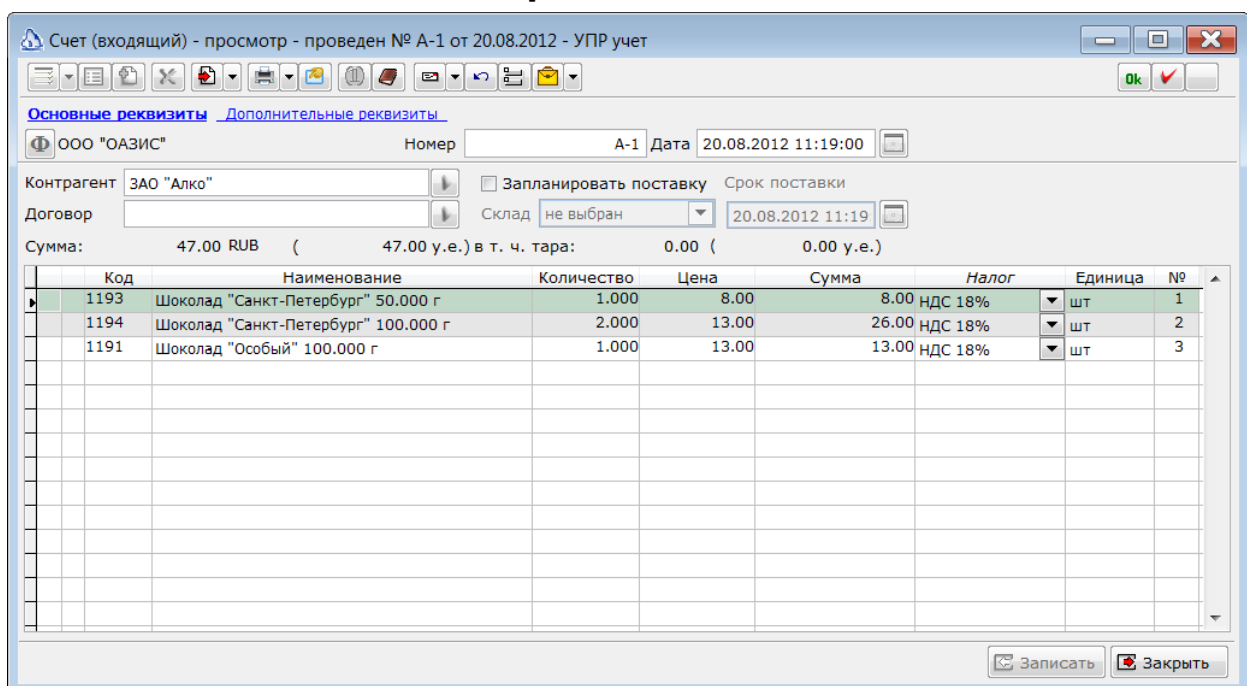 Счет (входящий) - просмотр - проведен № А-1 от 20.08.2012 - УПР учет
Ok
Основные реквизиты Дополнительные реквизиты
Ф ООО "ОАЗИС" Номер А-1 Дата 20.08.2012 11:19:00
Контрагент ЗАО "Алко" Запланировать поставку Срок поставки
Договор Склад не выбран 20.08.2012 11:19
Сумма: 47.00 RUB ( 47.00 у.е.) в т. ч. тара: 0.00 ( 0.00 у.е.)
Код Наименование Количество Цена Сумма Налог Единица №
1193 Шоколад "Санкт-Петербург" 50.000 г 1.000 8.00 8.00 НДС 18% шт 1
1194 Шоколад "Санкт-Петербург" 100.000 г 2.000 13.00 26.00 НДС 18% шт 2
1191 Шоколад "Особый" 100.000 г 1.000 13.00 13.00 НДС 18% шт 3
Записать Закрыть